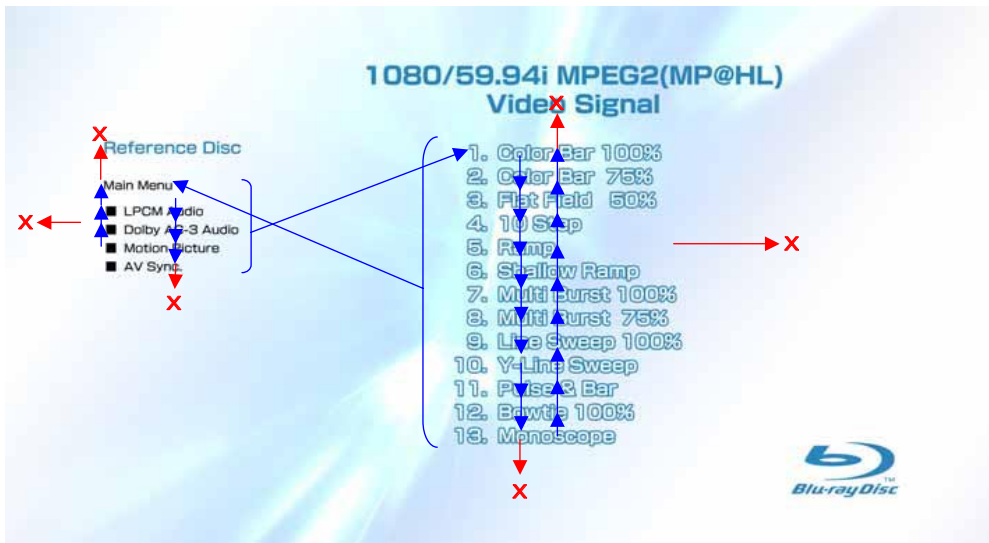 1080/59.94i MPEG2(MP@HL)
Video Signal
Reference Disc
Main Menu
■ LPCM Audio
■ Dolby AC-3 Audio
■ Motion Picture
■ AV Sync
1. Color Bar 100%
2. Color Bar 75%
3. Flat Field 50%
4. 10 Step
5. Ramp
6. Shallow Ramp
7. Multi Burst 100%
8. Multi Burst 75%
9. Line Sweep 100%
10. Y-Line Sweep
11. Pulse & Bar
12. Bowtie 100%
13. Monoscope
X
X
X
X
X
X
Blu-ray Disc™